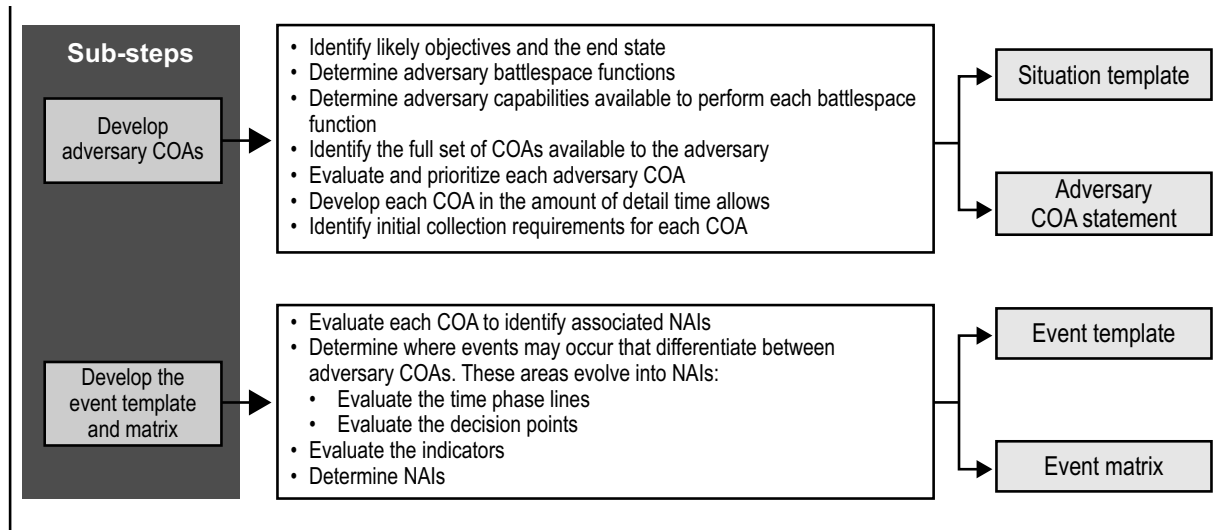 Sub-steps
Develop
adversary COAs
• Identify likely objectives and the end state
• Determine adversary battlespace functions
• Determine adversary capabilities available to perform each battlespace
function
• Identify the full set of COAs available to the adversary
• Evaluate and prioritize each adversary COA
• Develop each COA in the amount of detail time allows
• Identify initial collection requirements for each COA
Situation template
Adversary
COA statement
Develop the
event template
and matrix
• Evaluate each COA to identify associated NAIs
• Determine where events may occur that differentiate between
adversary COAs. These areas evolve into NAIs:
• Evaluate the time phase lines
• Evaluate the decision points
• Evaluate the indicators
• Determine NAIs
Event template
Event matrix